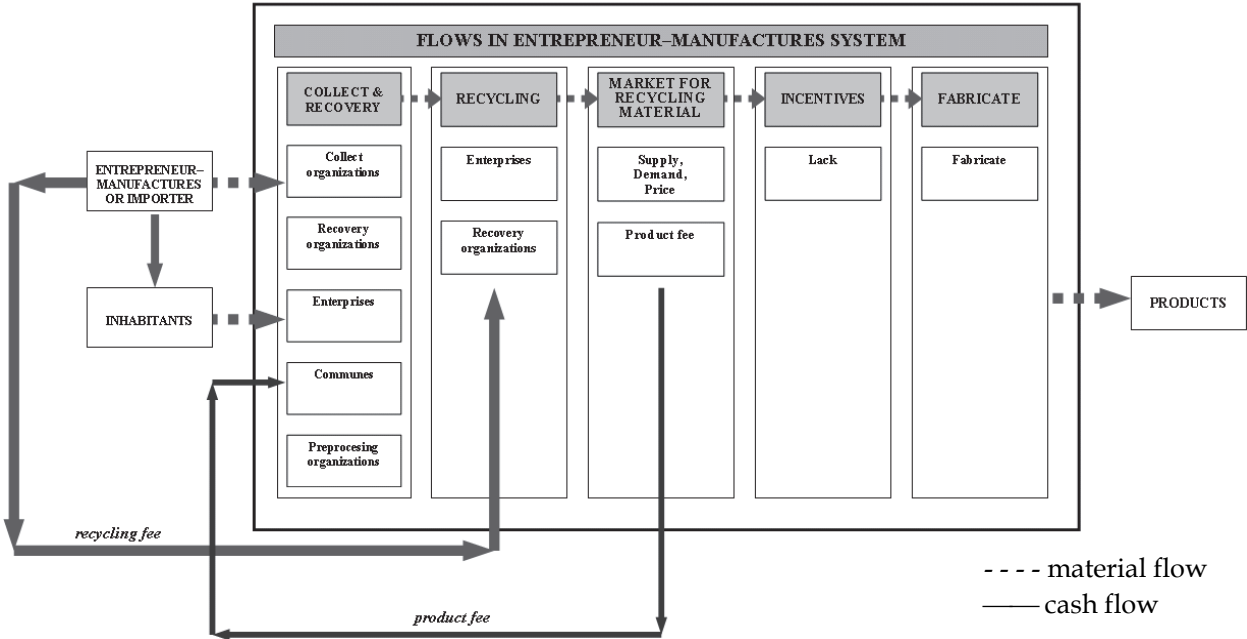 FLOWS IN ENTREPRENEUR–MANUFACTURES SYSTEM
COLLECT &
RECOVERY
RECYCLING
MARKET FOR
RECYCLING
MATERIAL
INCENTIVES
FABRICATE
ENTREPRENEUR–
MANUFACTURES
OR IMPORTER
INHABITANTS
Collect
organizations
Recovery
organizations
Enterprises
Communes
Preprocesing
organizations
Enterprises
Recovery
organizations
Supply,
Demand,
Price
Product fee
Lack
Fabricate
PRODUCTS
recycling fee
product fee
- - - - material flow
—— cash flow